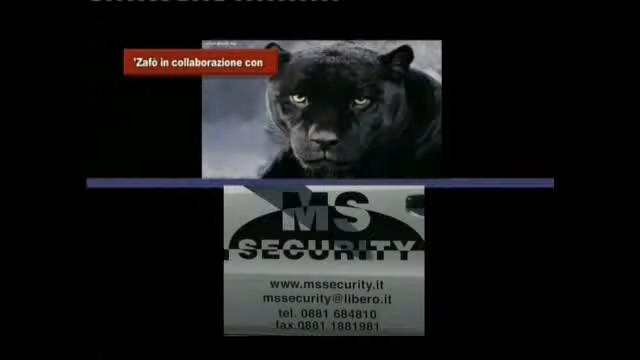 'Zafò in collaborazione con
MS
SECURITY
www.mssecurity.it
mssecurity@libero.it
tel. 0881 684810
fax.0881 1881981